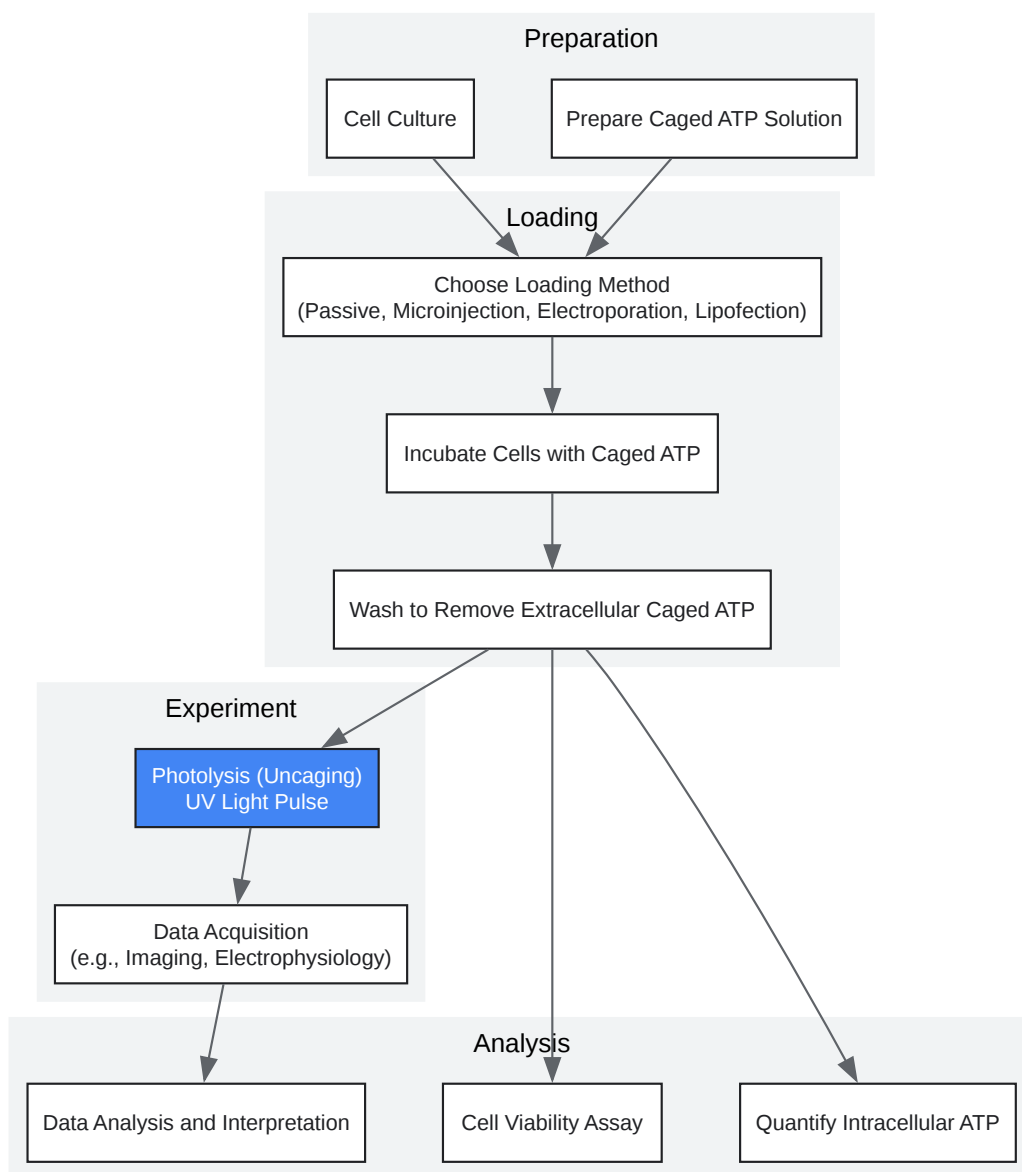 Preparation
Cell Culture
Prepare Caged ATP Solution
Loading
Choose Loading Method
(Passive, Microinjection, Electroporation, Lipofection)
Incubate Cells with Caged ATP
Wash to Remove Extracellular Caged ATP
Experiment
Photolysis (Uncaging)
UV Light Pulse
Data Acquisition
(e.g., Imaging, Electrophysiology)
Analysis
Data Analysis and Interpretation
Cell Viability Assay
Quantify Intracellular ATP